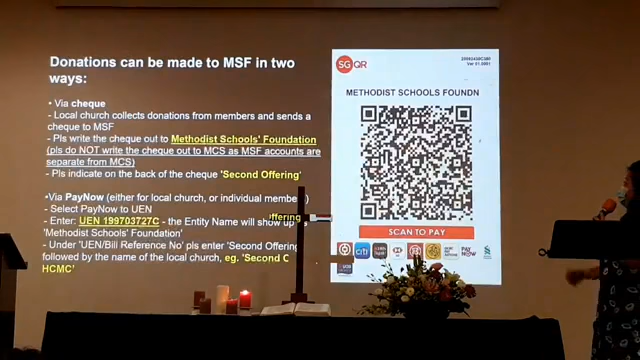 Donations can be made to MSF in two
ways:
• Via cheque
- Local church collects donations from members and sends a
cheque to MSF
- Pls write the cheque out to Methodist Schools' Foundation
(pls do NOT write the cheque out to MCS as MSF accounts are
separate from MCS)
- Pls indicate on the back of the cheque 'Second Offering'
• Via PayNow (either for local church, or individual members)
- Select PayNow to UEN
- Enter: UEN 199703727C - the Entity Name will show up
'Methodist Schools' Foundation'
- Under 'UEN/Bill Reference No' pls enter 'Second Offering
followed by the name of the local church, eg. 'Second O
HCMC'
offering
SGQR
METHODIST SCHOOLS FOUNDN
SCAN TO PAY
citi
HSBC
PAY NOW